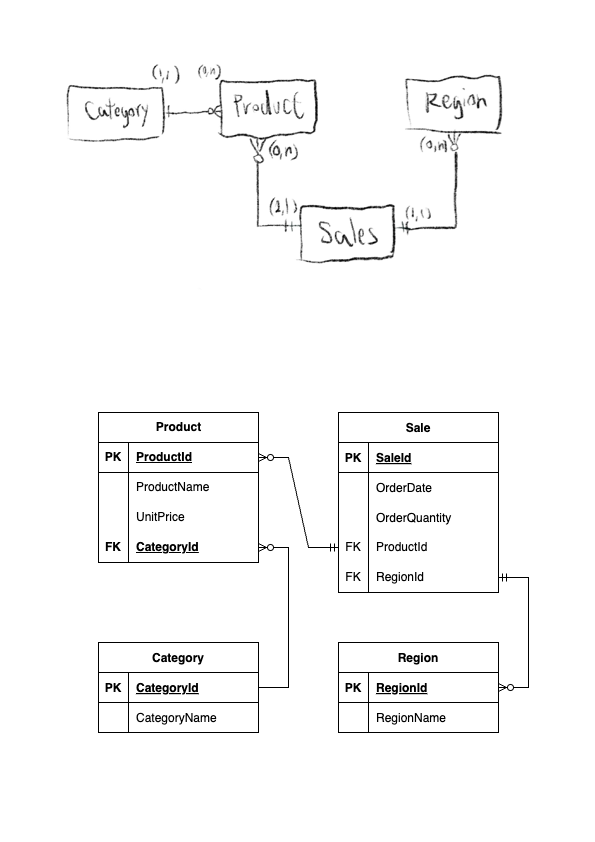 (1,1)
(0,n)
Category
Product
Region
(0,n)
(0,n)
(2,1)
(1,1)
Sales
Product
PK ProductId
ProductName
UnitPrice
FK CategoryId
Sale
PK SaleId
OrderDate
OrderQuantity
FK ProductId
FK RegionId
Category
PK CategoryId
CategoryName
Region
PK RegionId
RegionName